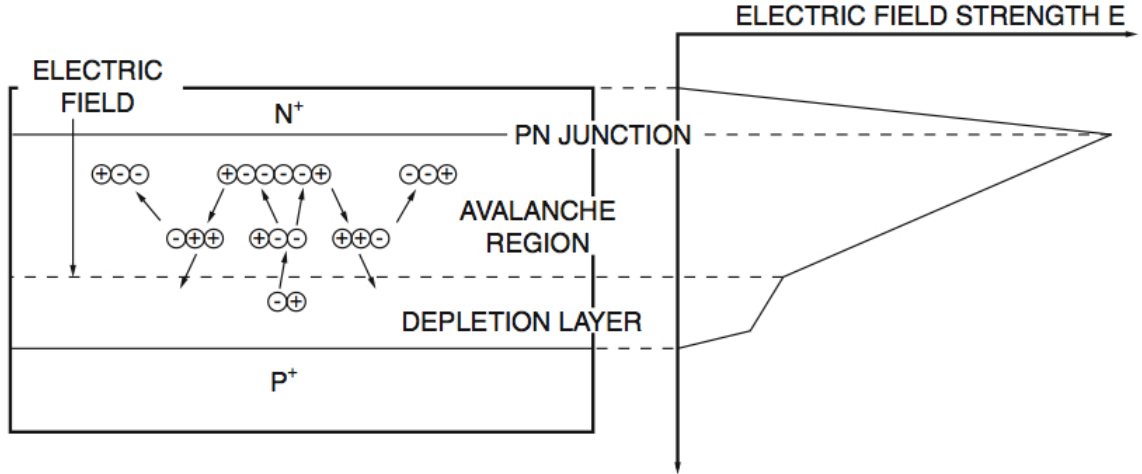 ELECTRIC FIELD STRENGTH E
ELECTRIC
FIELD
N⁺
PN JUNCTION
⊕⊖⊖
⊕⊖⊖⊖⊖⊕
⊖⊖⊕
AVALANCHE
REGION
⊖⊕⊕
⊕⊖⊖
⊕⊕⊖
⊖⊕
DEPLETION LAYER
P⁺